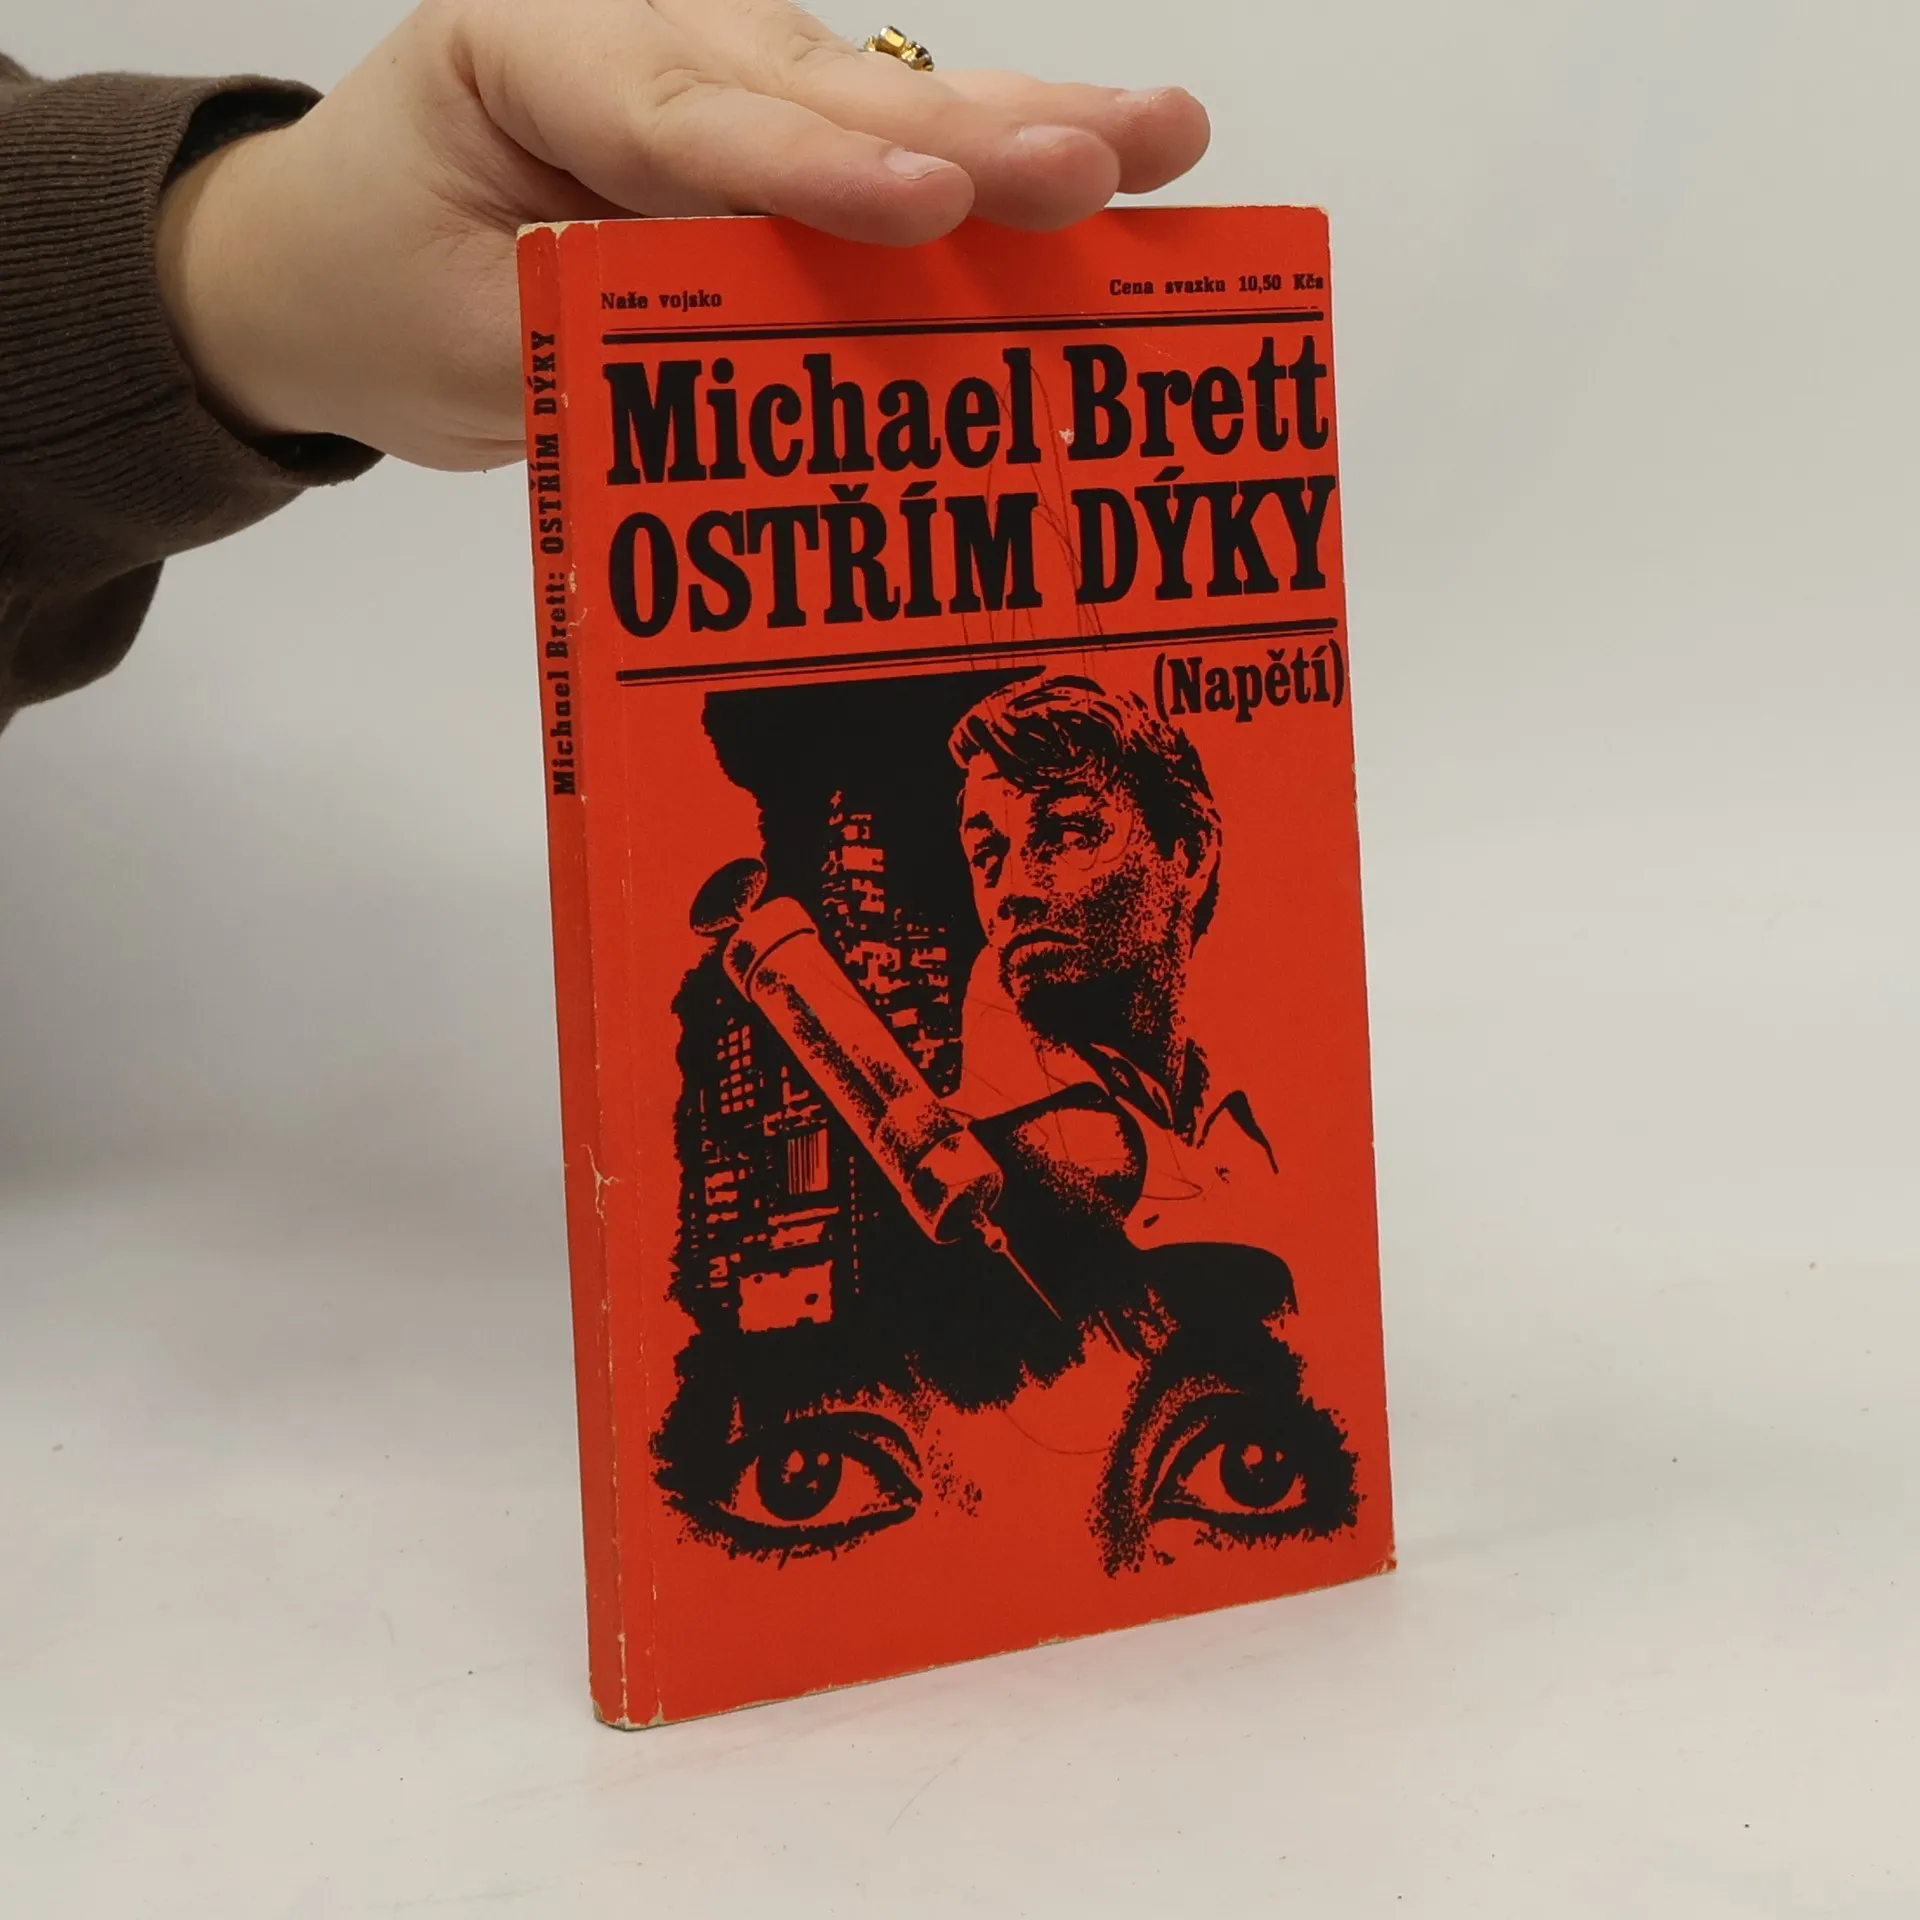 Naše vojsko
Cena svazku 10,50 Kčs
Michael Brett
OSTŘÍM DÝKY
(Napětí)
Michael Brett: OSTŘÍM DÝKY